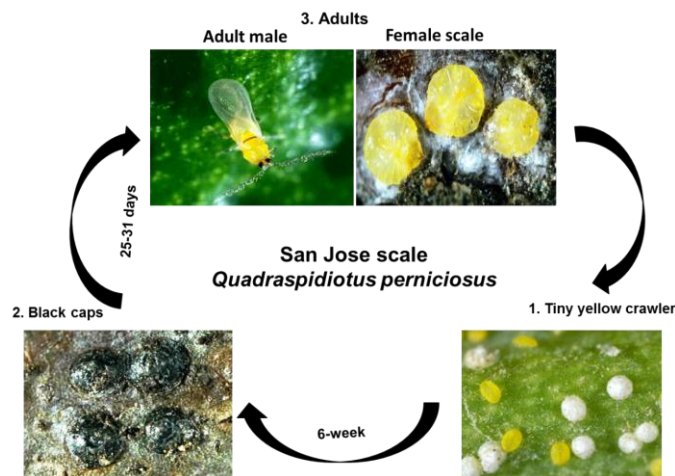 3. Adults
Adult male
Female scale
25-31 days
San Jose scale
Quadraspidiotus perniciosus
2. Black caps
1. Tiny yellow crawler
6-week